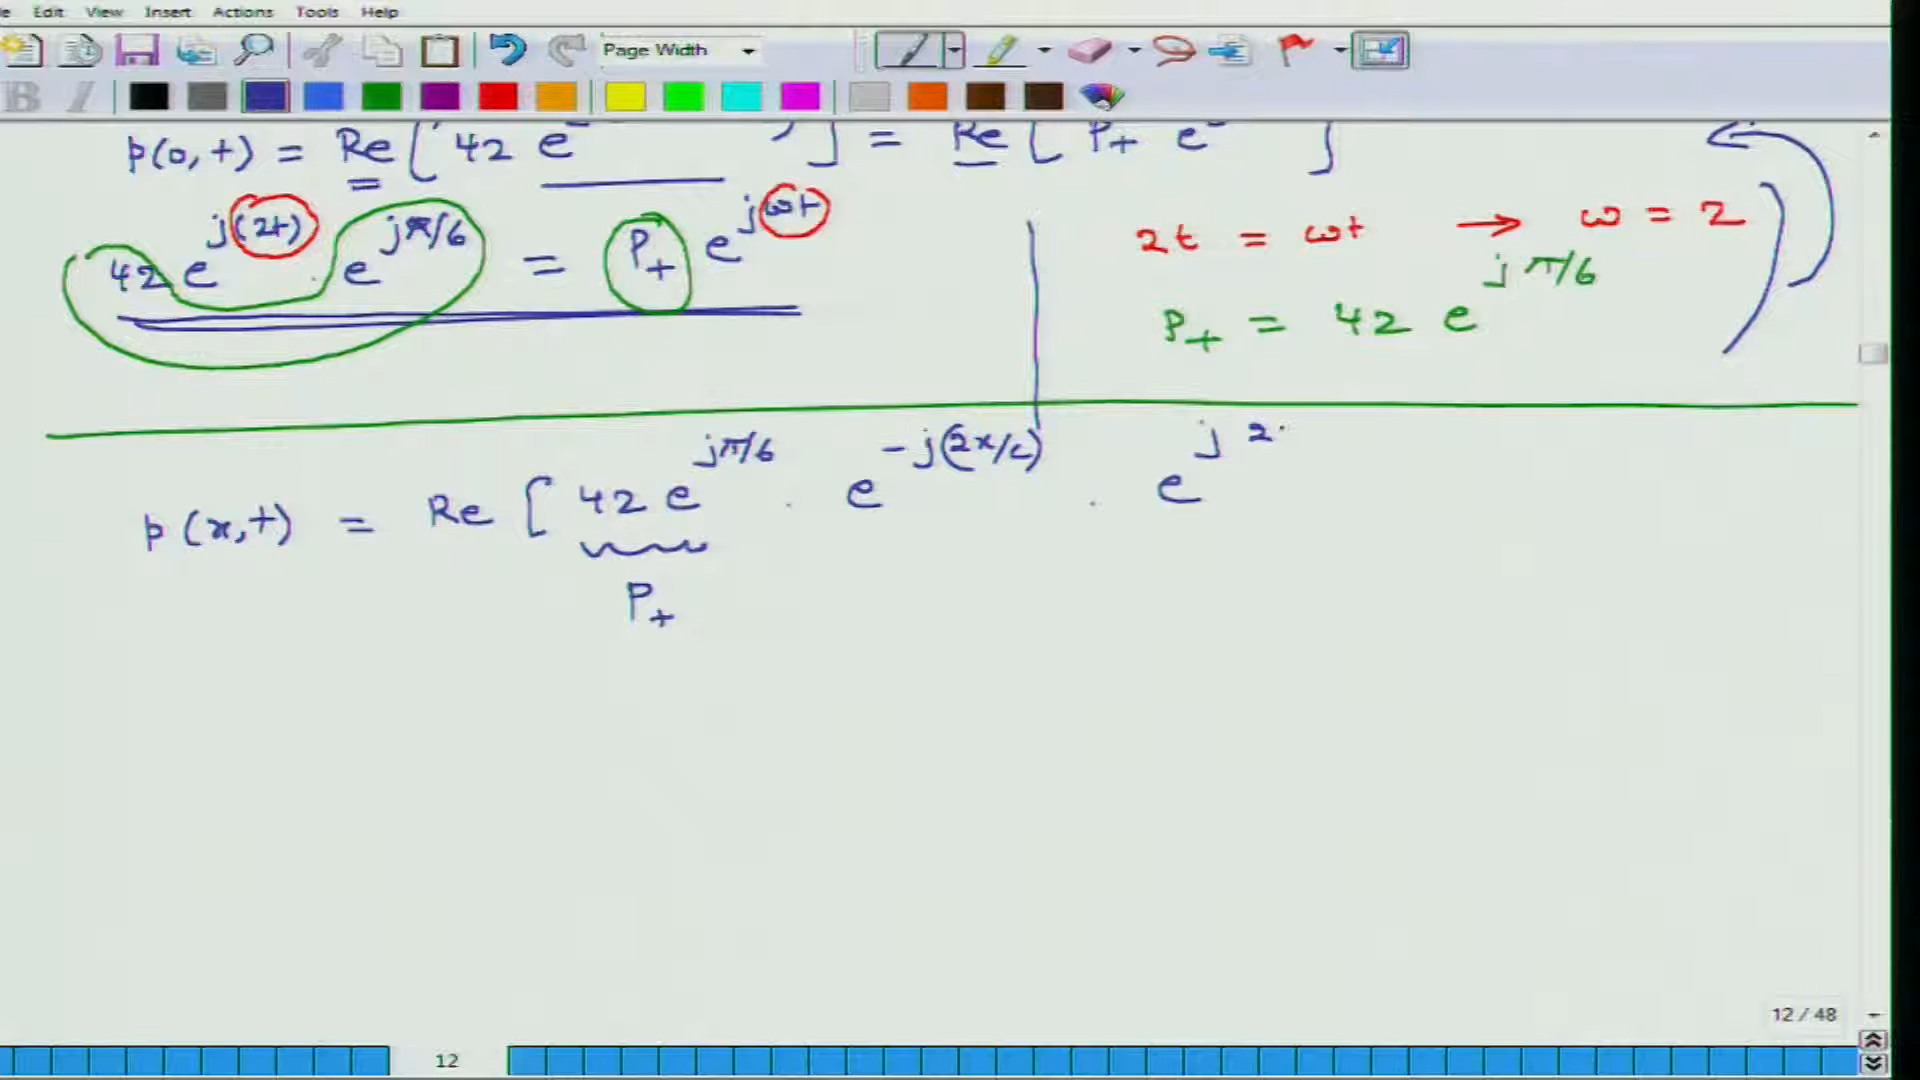 Edit View Insert Actions Tools Help
Page Width
p(0,t) = Re [ 42 e ] = Re [ P+ e ]
42 e^j(2t) . e^jπ/6 = P+ e^jωt
2t = ωt → ω = 2
P+ = 42 e^jπ/6
p(x,t) = Re [ 42 e^jπ/6 . e^-j(2x/c) . e^j2
P+
12 / 48
12